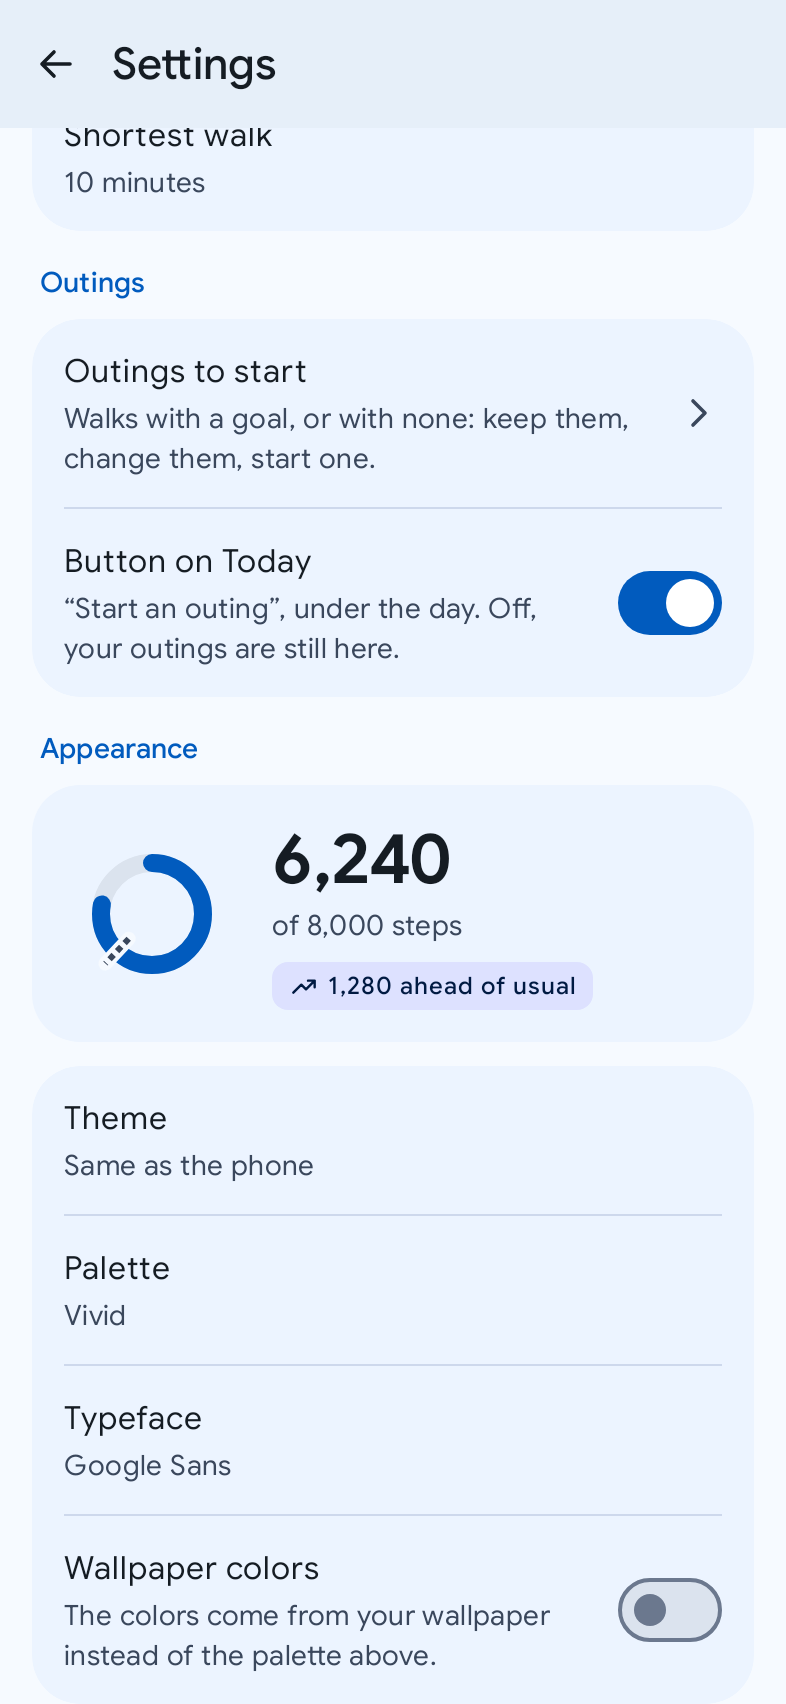 Settings
Shortest walk
10 minutes
Outings
Outings to start
Walks with a goal, or with none: keep them,
change them, start one.
Button on Today
“Start an outing”, under the day. Off,
your outings are still here.
Appearance
6,240
of 8,000 steps
1,280 ahead of usual
Theme
Same as the phone
Palette
Vivid
Typeface
Google Sans
Wallpaper colors
The colors come from your wallpaper
instead of the palette above.